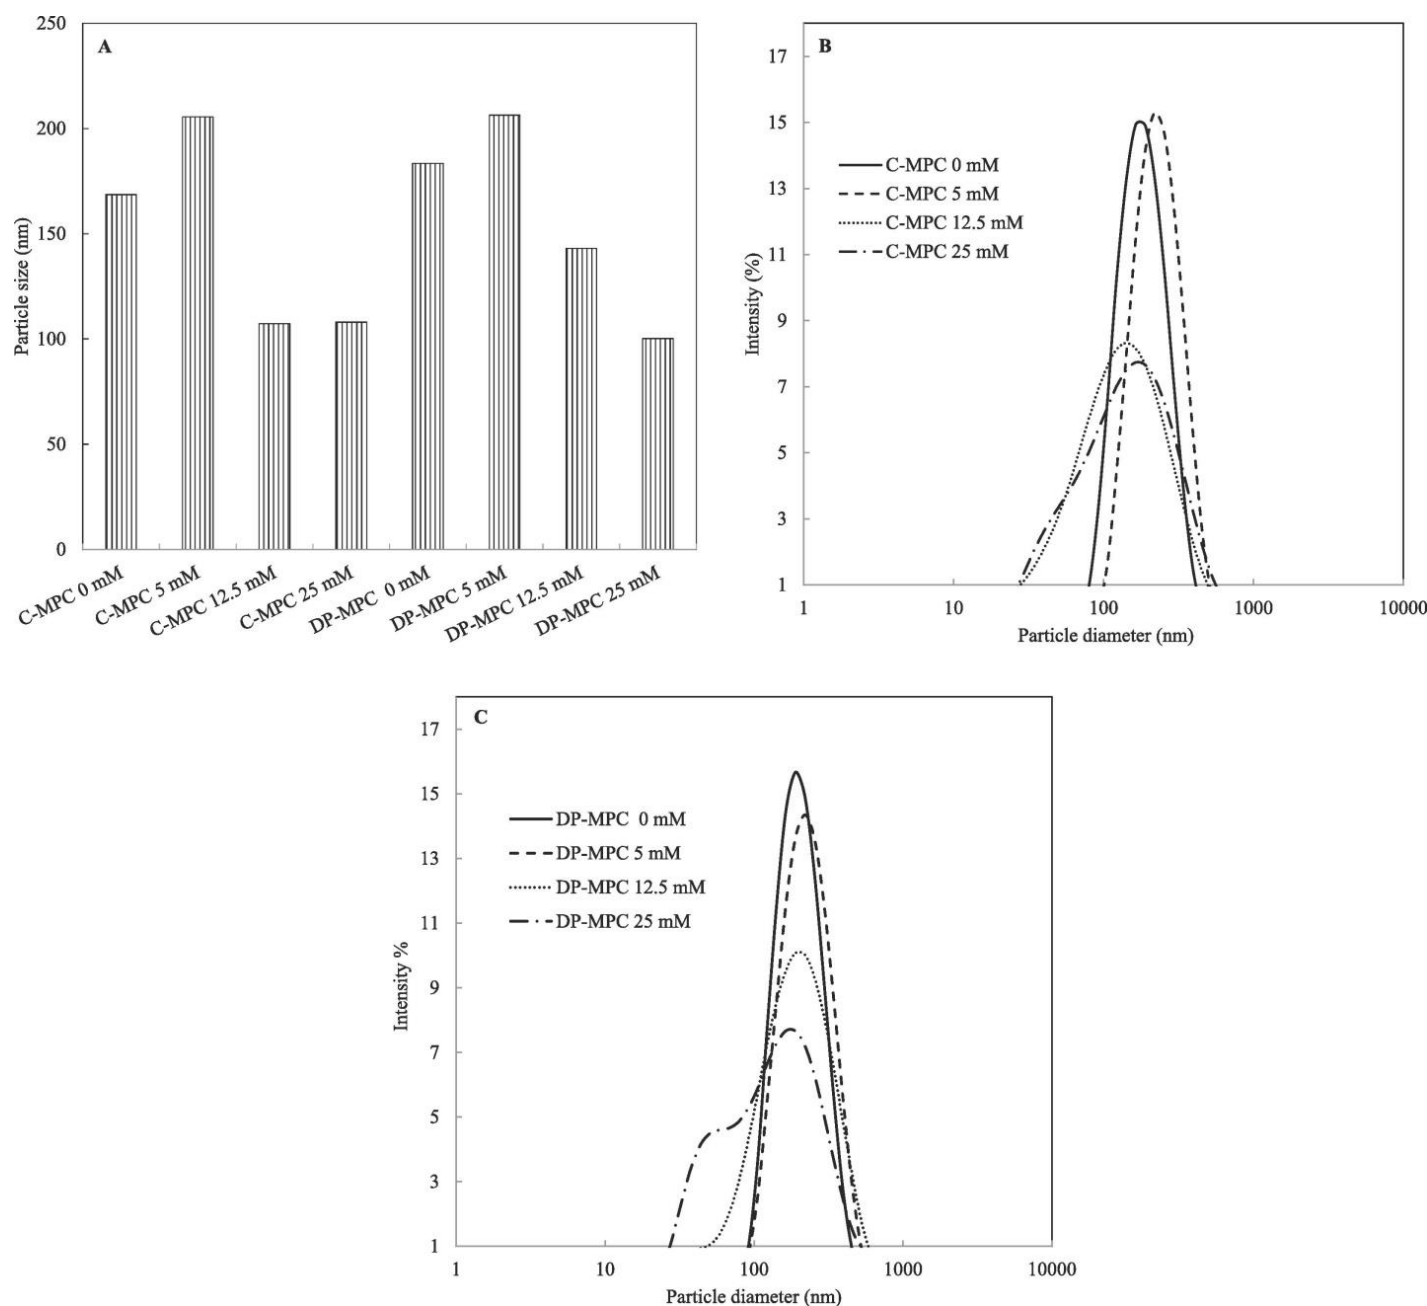 A
250
200
150
100
50
0
Particle size (nm)
C-MPC 0 mM
C-MPC 5 mM
C-MPC 12.5 mM
C-MPC 25 mM
DP-MPC 0 mM
DP-MPC 5 mM
DP-MPC 12.5 mM
DP-MPC 25 mM
B
17
15
13
11
9
7
5
3
1
Intensity (%)
C-MPC 0 mM
C-MPC 5 mM
C-MPC 12.5 mM
C-MPC 25 mM
1 10 100 1000 10000
Particle diameter (nm)
C
17
15
13
11
9
7
5
3
1
Intensity %
DP-MPC 0 mM
DP-MPC 5 mM
DP-MPC 12.5 mM
DP-MPC 25 mM
1 10 100 1000 10000
Particle diameter (nm)